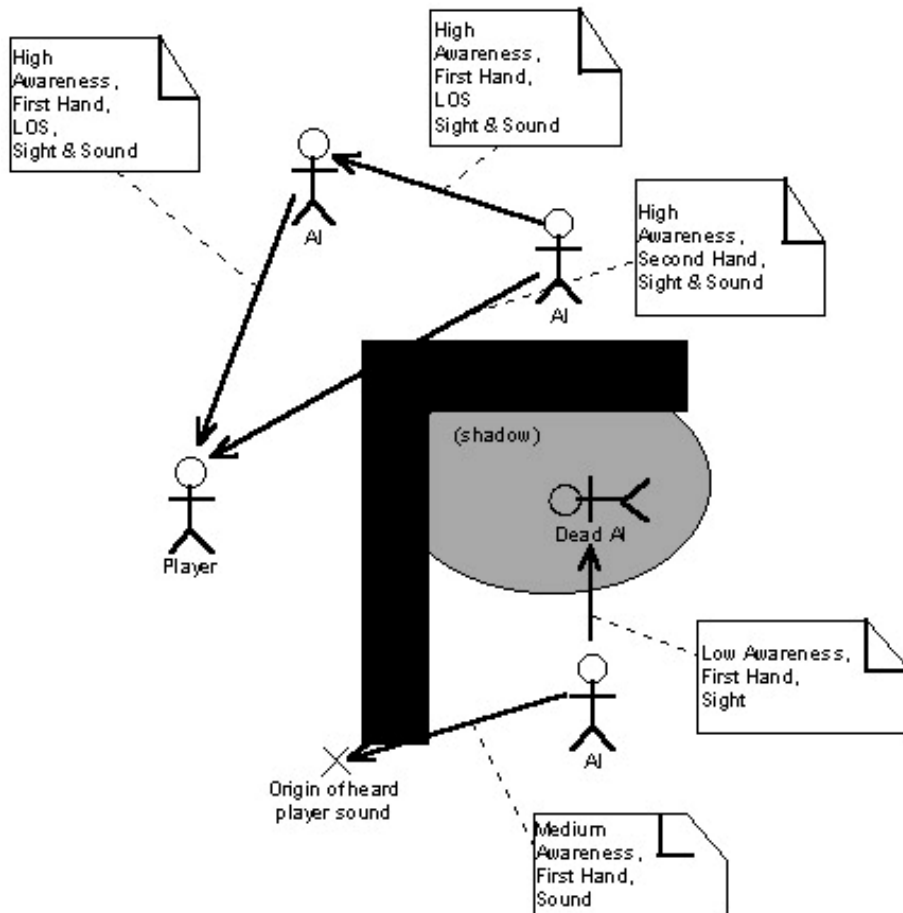 High
Awareness,
First Hand,
LOS,
Sight & Sound
High
Awareness,
First Hand,
LOS
Sight & Sound
AI
High
Awareness,
Second Hand,
Sight & Sound
AI
(shadow)
Dead AI
Player
Low Awareness,
First Hand,
Sight
AI
Origin of heard
player sound
Medium
Awareness,
First Hand,
Sound